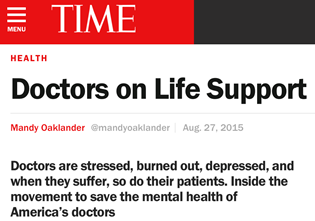 TIME
MENU
HEALTH
Doctors on Life Support
Mandy Oaklander @mandyoaklander Aug. 27, 2015
Doctors are stressed, burned out, depressed, and
when they suffer, so do their patients. Inside the
movement to save the mental health of
America's doctors